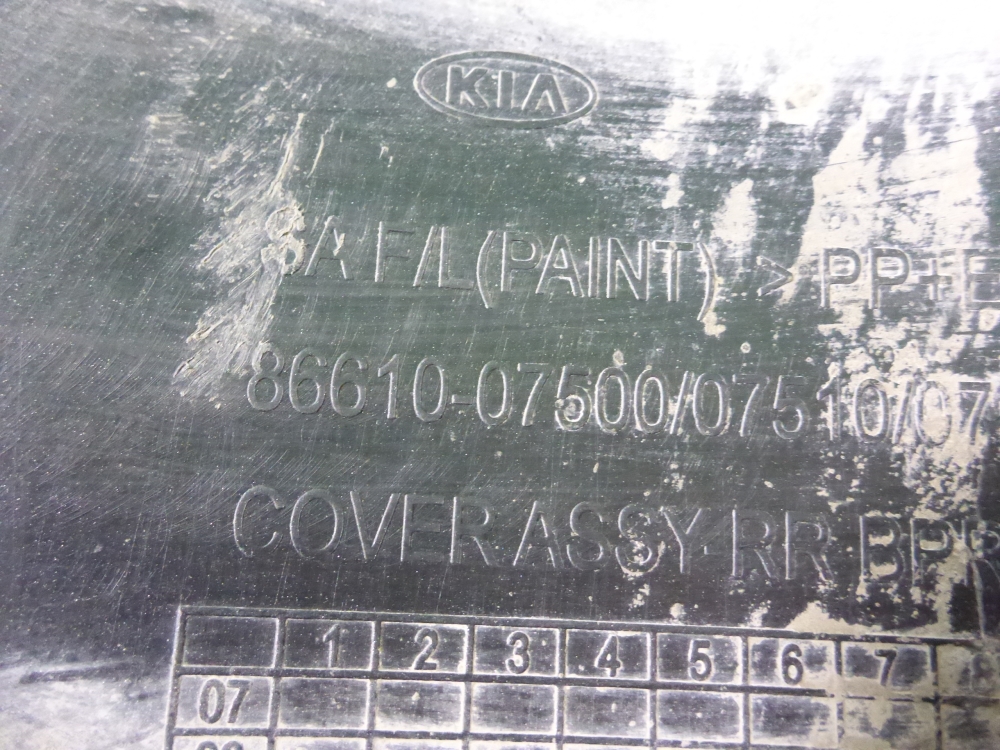 KIA
SA F/L(PAINT) >PP+E
86610-07500/07510/07
COVER ASSY-RR BPR
1 2 3 4 5 6 7
07